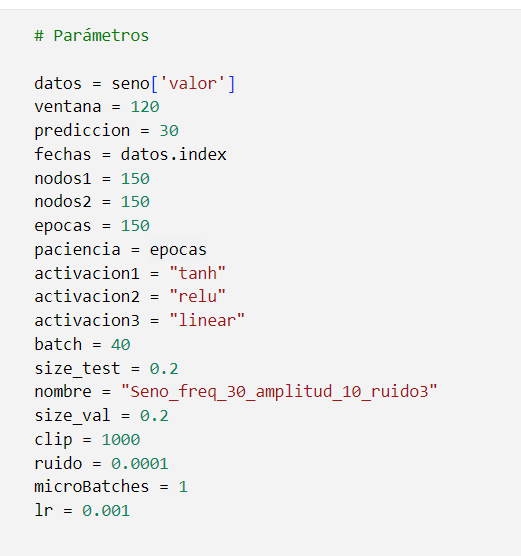 # Parámetros
datos = seno['valor']
ventana = 120
prediccion = 30
fechas = datos.index
nodos1 = 150
nodos2 = 150
epocas = 150
paciencia = epocas
activacion1 = "tanh"
activacion2 = "relu"
activacion3 = "linear"
batch = 40
size_test = 0.2
nombre = "Seno_freq_30_amplitud_10_ruido3"
size_val = 0.2
clip = 1000
ruido = 0.0001
microBatches = 1
lr = 0.001